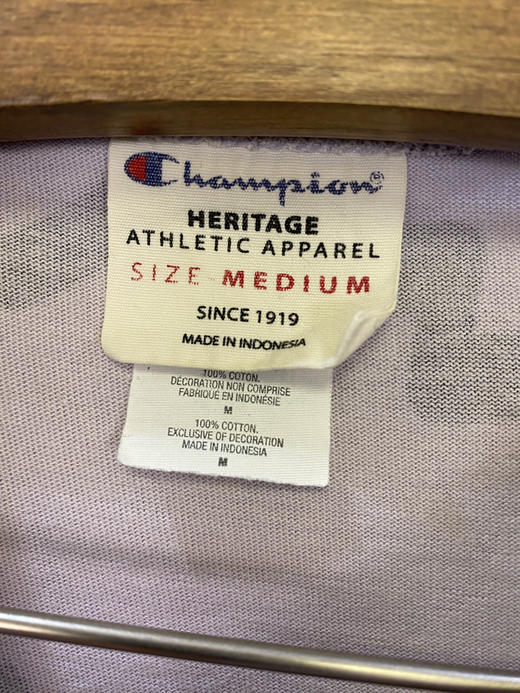 Champion®
HERITAGE
ATHLETIC APPAREL
SIZE MEDIUM
SINCE 1919
MADE IN INDONESIA
100% COTON.
DÉCORATION NON COMPRISE
FABRIQUÉ EN INDONÉSIE
M
100% COTTON.
EXCLUSIVE OF DECORATION
MADE IN INDONESIA
M